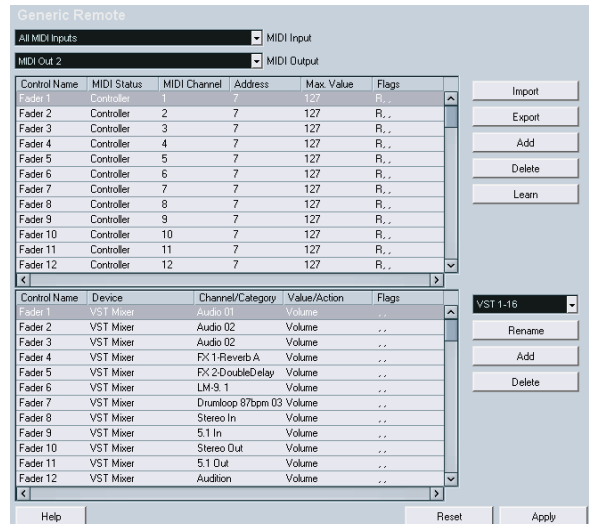 Generic Remote
All MIDI Inputs MIDI Input
MIDI Out 2 MIDI Output
Control Name MIDI Status MIDI Channel Address Max. Value Flags
Fader 1 Controller 1 7 127 R, ,
Fader 2 Controller 2 7 127 R, ,
Fader 3 Controller 3 7 127 R, ,
Fader 4 Controller 4 7 127 R, ,
Fader 5 Controller 5 7 127 R, ,
Fader 6 Controller 6 7 127 R, ,
Fader 7 Controller 7 7 127 R, ,
Fader 8 Controller 8 7 127 R, ,
Fader 9 Controller 9 7 127 R, ,
Fader 10 Controller 10 7 127 R, ,
Fader 11 Controller 11 7 127 R, ,
Fader 12 Controller 12 7 127 R, ,
Import
Export
Add
Delete
Learn
Control Name Device Channel/Category Value/Action Flags
Fader 1 VST Mixer Audio 01 Volume , ,
Fader 2 VST Mixer Audio 02 Volume , ,
Fader 3 VST Mixer Audio 02 Volume , ,
Fader 4 VST Mixer FX 1-Reverb A Volume , ,
Fader 5 VST Mixer FX 2-DoubleDelay Volume , ,
Fader 6 VST Mixer LM-9. 1 Volume , ,
Fader 7 VST Mixer Drumloop 87bpm 03 Volume , ,
Fader 8 VST Mixer Stereo In Volume , ,
Fader 9 VST Mixer 5.1 In Volume , ,
Fader 10 VST Mixer Stereo Out Volume , ,
Fader 11 VST Mixer 5.1 Out Volume , ,
Fader 12 VST Mixer Audition Volume , ,
VST 1-16
Rename
Add
Delete
Help Reset Apply